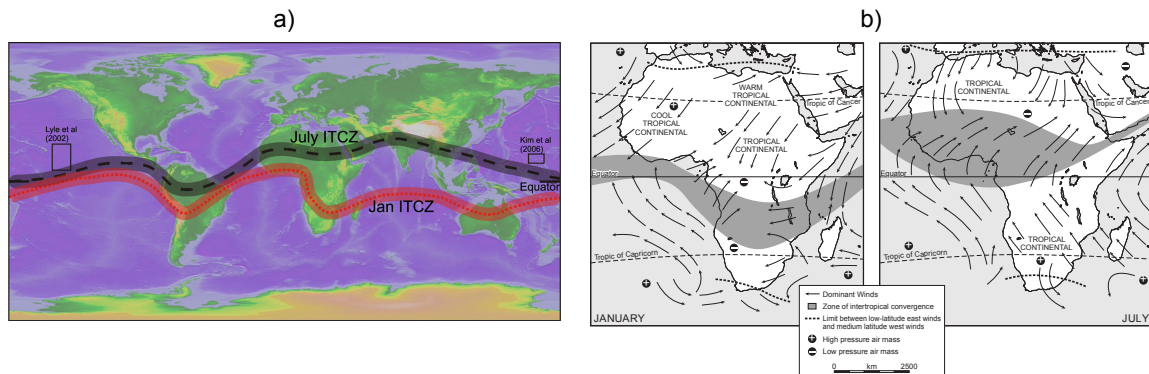 a)
Lyle et al
(2002)
July ITCZ
Kim et al
(2006)
Equator
Jan ITCZ
b)
WARM
TROPICAL
CONTINENTAL
Tropic of Cancer
COOL
TROPICAL
CONTINENTAL
TROPICAL
CONTINENTAL
Equator
Tropic of Capricorn
JANUARY
TROPICAL
CONTINENTAL
Tropic of Cancer
Equator
TROPICAL
CONTINENTAL
Tropic of Capricorn
JULY
Dominant Winds
Zone of intertropical convergence
Limit between low-latitude east winds
and medium latitude west winds
High pressure air mass
Low pressure air mass
0 km 2500